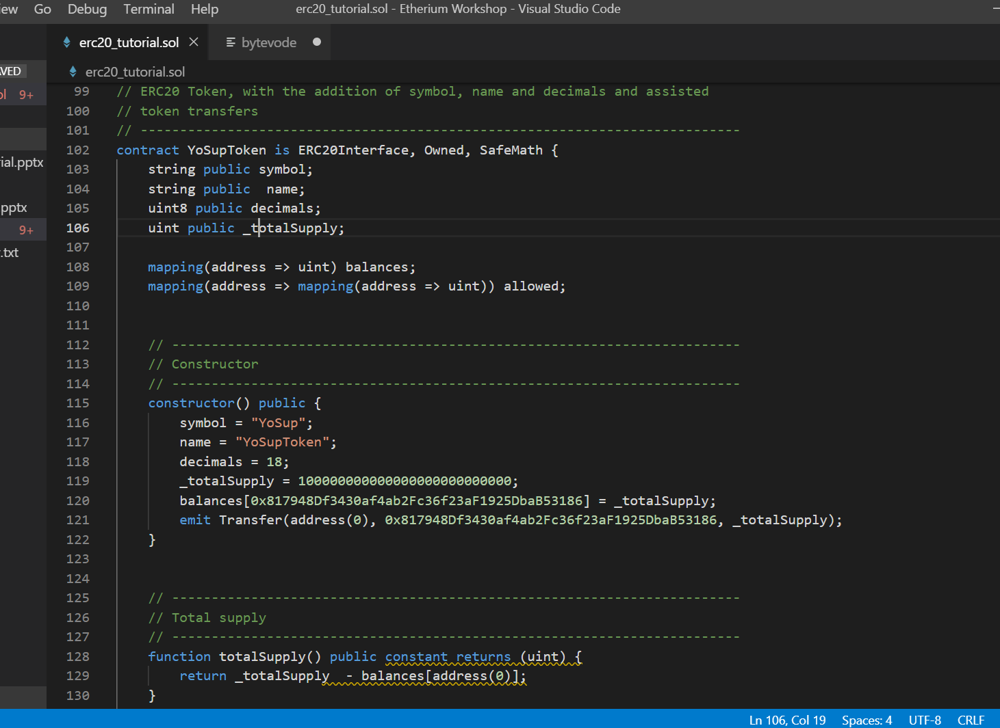 iew Go Debug Terminal Help erc20_tutorial.sol - Etherium Workshop - Visual Studio Code
erc20_tutorial.sol × bytevode
AVED
erc20_tutorial.sol
ol 9+
ial.pptx
pptx
9+
.txt
99 // ERC20 Token, with the addition of symbol, name and decimals and assisted
100 // token transfers
101 // ----------------------------------------------------------------------------
102 contract YoSupToken is ERC20Interface, Owned, SafeMath {
103 string public symbol;
104 string public  name;
105 uint8 public decimals;
106 uint public _totalSupply;
107
108 mapping(address => uint) balances;
109 mapping(address => mapping(address => uint)) allowed;
110
111
112 // ------------------------------------------------------------------------
113 // Constructor
114 // ------------------------------------------------------------------------
115 constructor() public {
116 symbol = "YoSup";
117 name = "YoSupToken";
118 decimals = 18;
119 _totalSupply = 100000000000000000000000000;
120 balances[0x817948Df3430af4ab2Fc36f23aF1925DbaB53186] = _totalSupply;
121 emit Transfer(address(0), 0x817948Df3430af4ab2Fc36f23aF1925DbaB53186, _totalSupply);
122 }
123
124
125 // ------------------------------------------------------------------------
126 // Total supply
127 // ------------------------------------------------------------------------
128 function totalSupply() public constant returns (uint) {
129 return _totalSupply  - balances[address(0)];
130 }
Ln 106, Col 19 Spaces: 4 UTF-8 CRLF